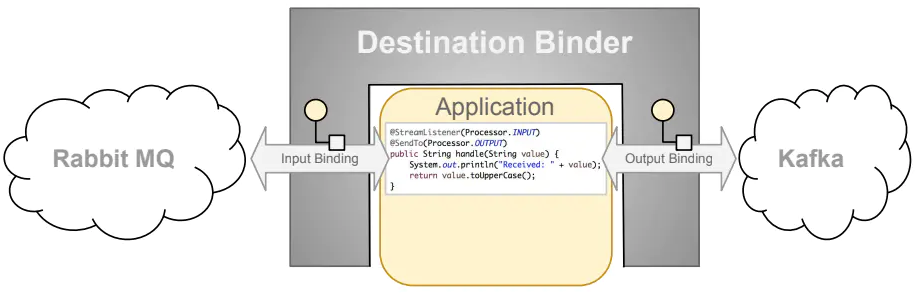 Destination Binder
Application
@StreamListener(Processor.INPUT)
@SendTo(Processor.OUTPUT)
public String handle(String value) {
    System.out.println("Received: " + value);
    return value.toUpperCase();
}
Rabbit MQ
Input Binding
Output Binding
Kafka